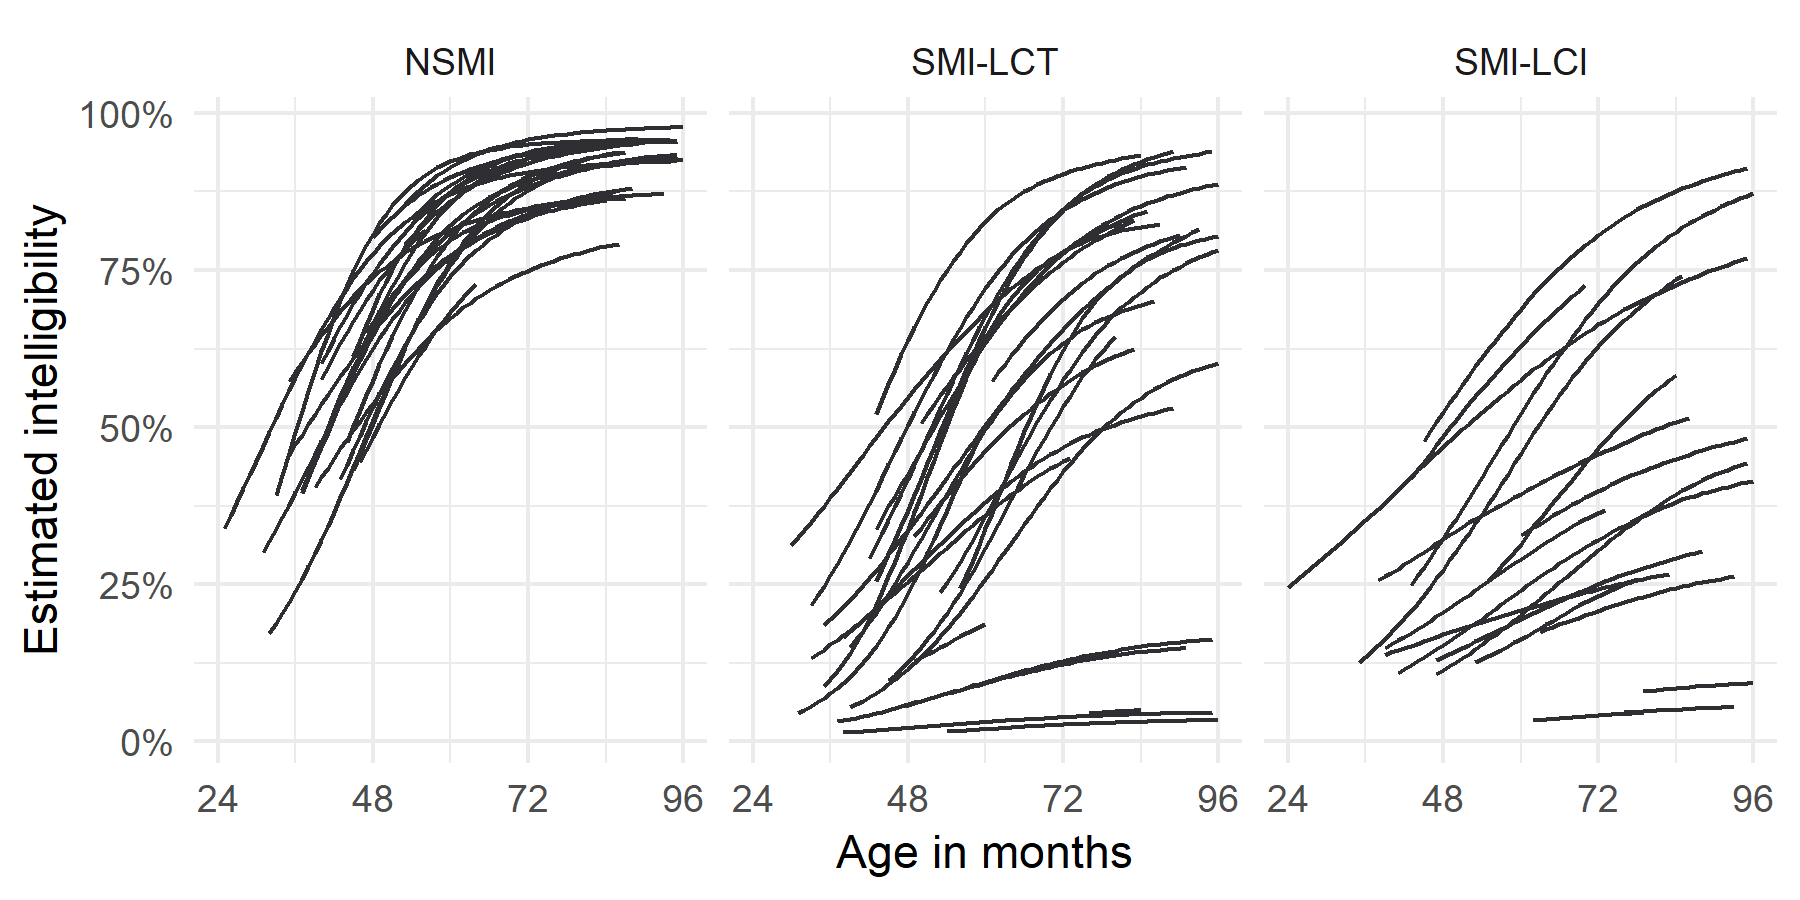 NSMI SMI-LCT SMI-LCI
100%
75%
50%
25%
0%
Estimated intelligibility
24 48 72 96 24 48 72 96 24 48 72 96
Age in months